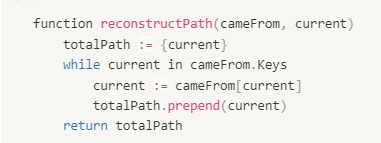 function reconstructPath(cameFrom, current)
    totalPath := {current}
    while current in cameFrom.Keys
        current := cameFrom[current]
        totalPath.prepend(current)
    return totalPath